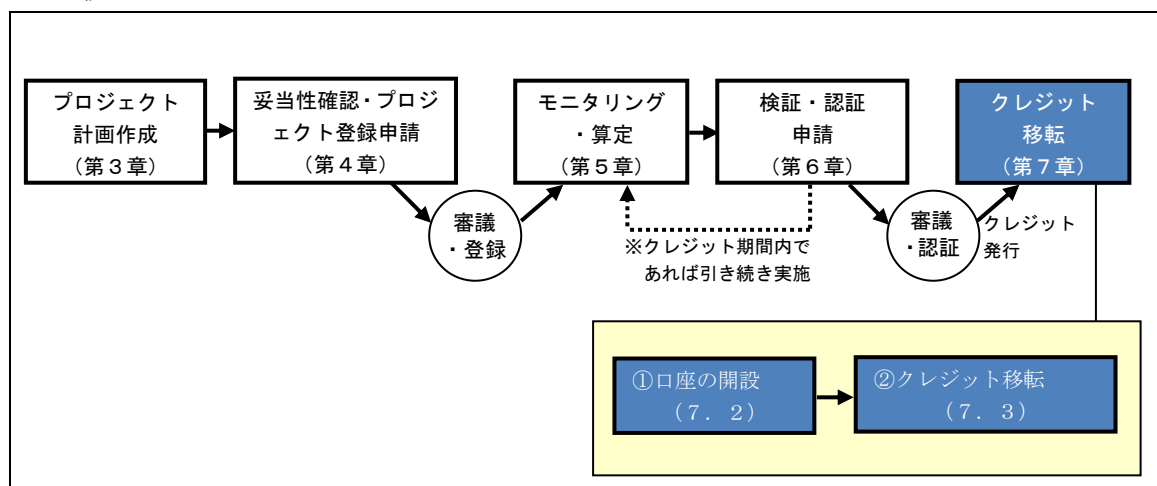 プロジェクト
計画作成
（第３章）
妥当性確認・プロジ
ェクト登録申請
（第４章）
モニタリング
・算定
（第５章）
検証・認証
申請
（第６章）
クレジット
移転
（第７章）
審議
・登録
※クレジット期間内で
あれば引き続き実施
審議
・認証
クレジット
発行
①口座の開設
（７．２）
②クレジット移転
（７．３）